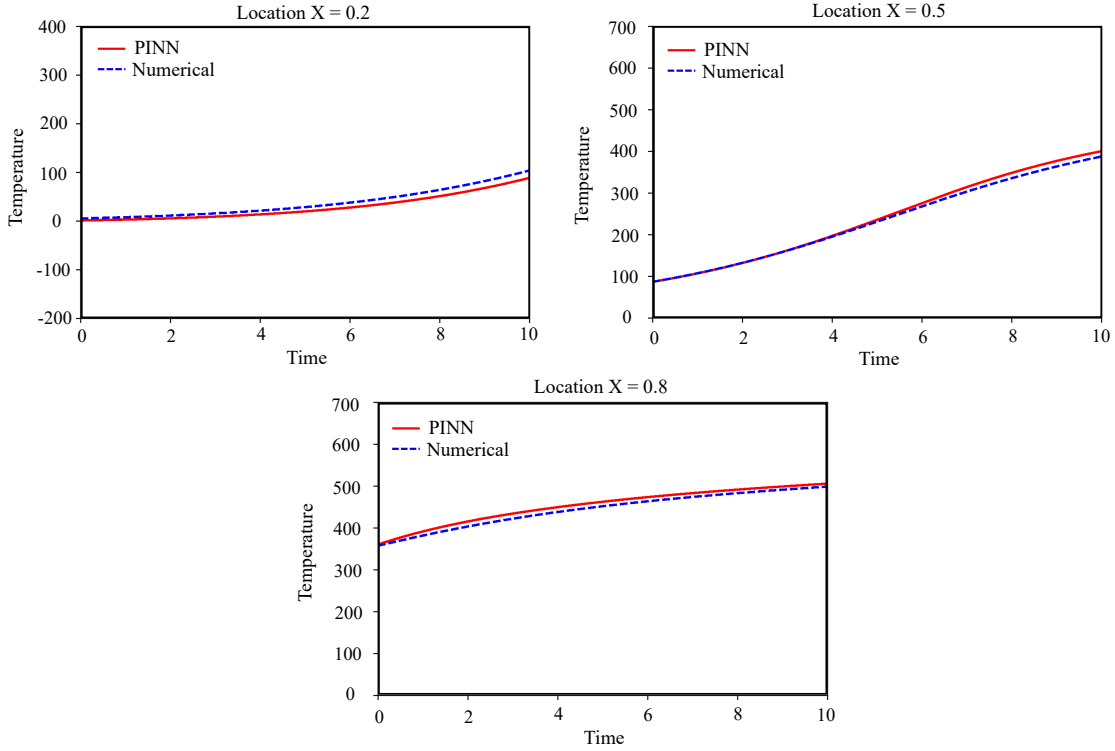 Location X = 0.2
400
300
200
100
0
-100
-200
Temperature
PINN
Numerical
0 2 4 6 8 10
Time
Location X = 0.5
700
600
500
400
300
200
100
0
Temperature
PINN
Numerical
0 2 4 6 8 10
Time
Location X = 0.8
700
600
500
400
300
200
100
0
Temperature
PINN
Numerical
0 2 4 6 8 10
Time